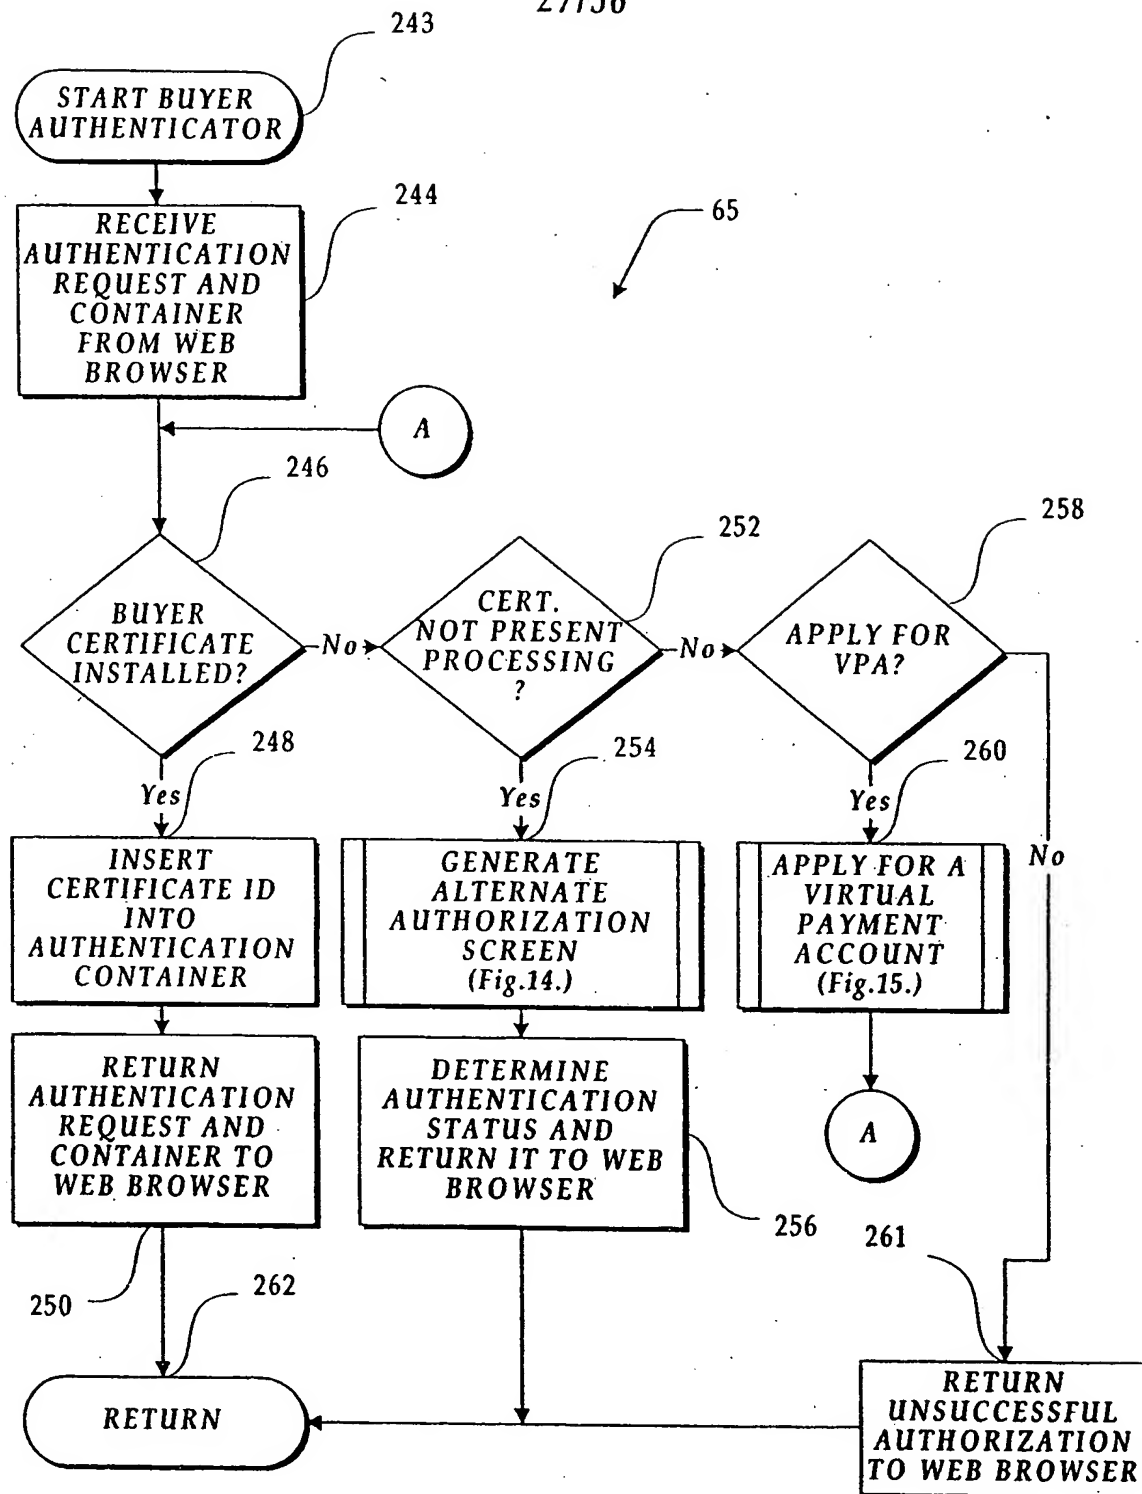 27/56
243
START BUYER
AUTHENTICATOR
244
RECEIVE
AUTHENTICATION
REQUEST AND
CONTAINER
FROM WEB
BROWSER
65
A
246
BUYER
CERTIFICATE
INSTALLED?
No
252
CERT.
NOT PRESENT
PROCESSING
?
No
258
APPLY FOR
VPA?
No
Yes
248
INSERT
CERTIFICATE ID
INTO
AUTHENTICATION
CONTAINER
Yes
254
GENERATE
ALTERNATE
AUTHORIZATION
SCREEN
(Fig.14.)
Yes
260
APPLY FOR A
VIRTUAL
PAYMENT
ACCOUNT
(Fig.15.)
RETURN
AUTHENTICATION
REQUEST AND
CONTAINER TO
WEB BROWSER
250
DETERMINE
AUTHENTICATION
STATUS AND
RETURN IT TO WEB
BROWSER
256
A
261
262
RETURN
RETURN
UNSUCCESSFUL
AUTHORIZATION
TO WEB BROWSER